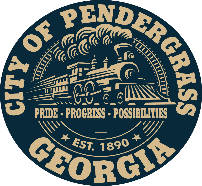 CITY OF PENDERGRASS
PRIDE - PROGRESS - POSSIBILITIES
EST. 1890
GEORGIA